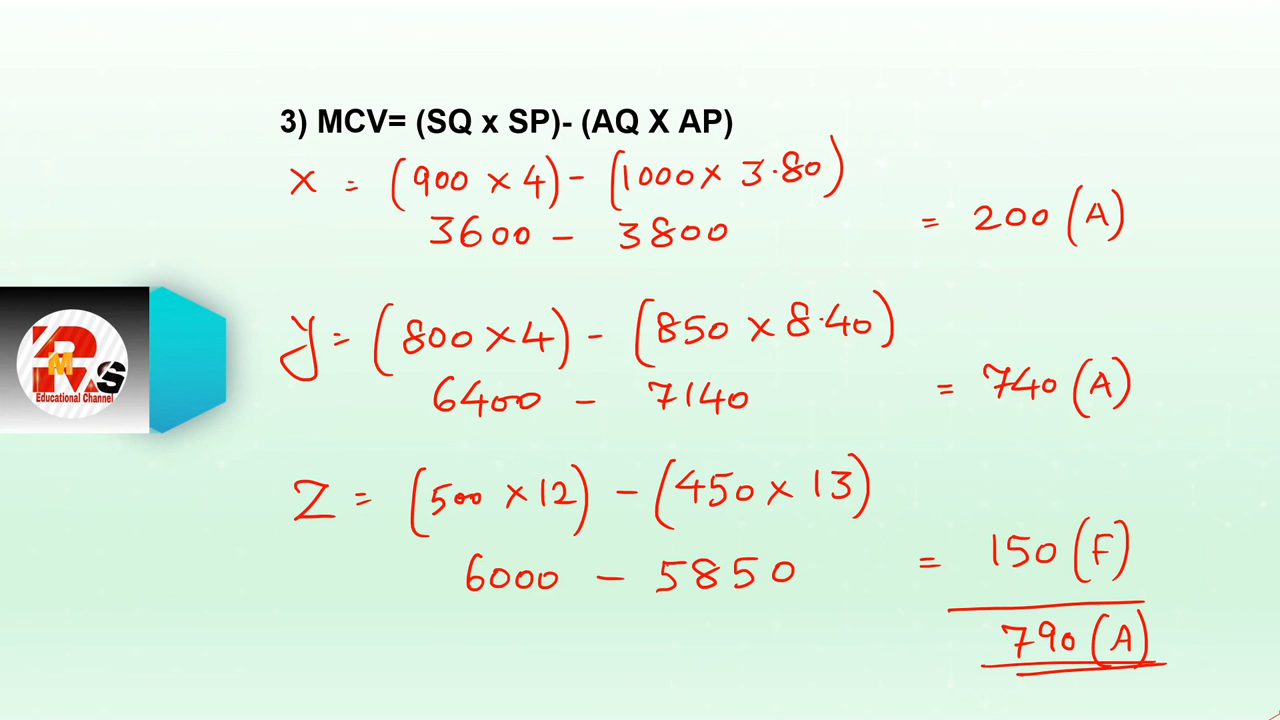 3) MCV= (SQ x SP)- (AQ X AP)
X = (900 × 4) - (1000 × 3.80)
3600 - 3800 = 200 (A)
y = (800 × 4) - (850 × 8.40)
6400 - 7140 = 740 (A)
Z = (500 × 12) - (450 × 13)
6000 - 5850 = 150 (F)
790 (A)
Educational Channel